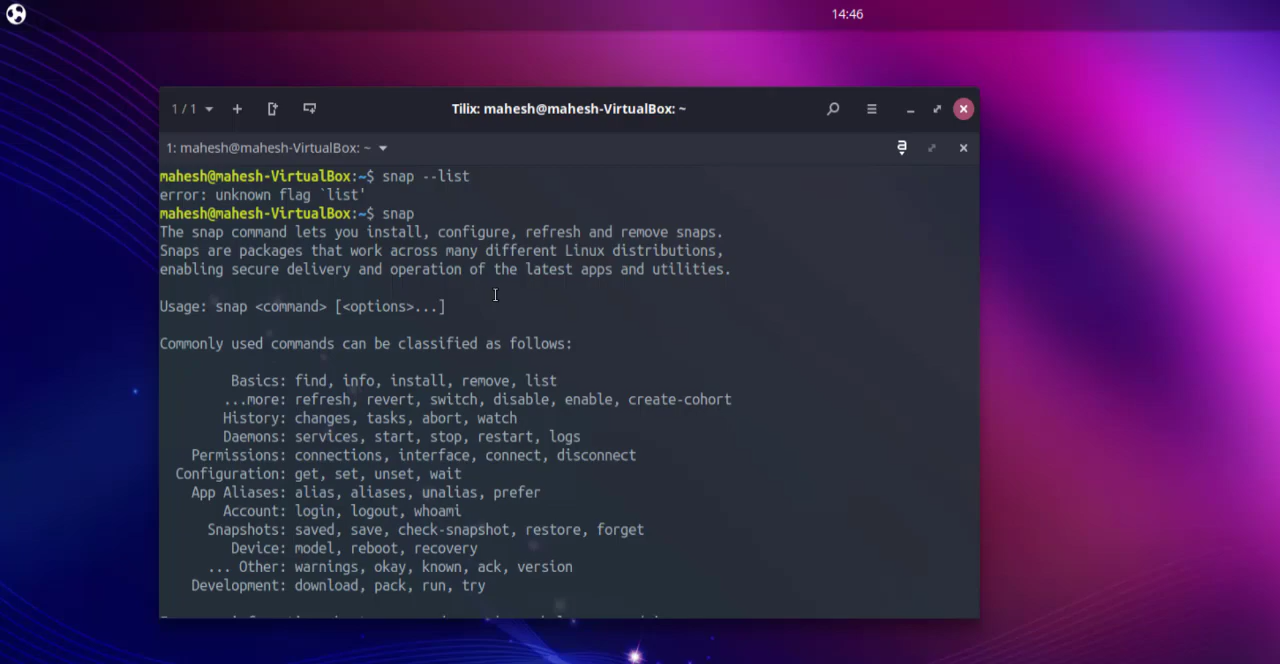 14:46
1 / 1
Tilix: mahesh@mahesh-VirtualBox: ~
1: mahesh@mahesh-VirtualBox: ~
mahesh@mahesh-VirtualBox:~$ snap --list
error: unknown flag `list'
mahesh@mahesh-VirtualBox:~$ snap
The snap command lets you install, configure, refresh and remove snaps.
Snaps are packages that work across many different Linux distributions,
enabling secure delivery and operation of the latest apps and utilities.
Usage: snap <command> [<options>...]
Commonly used commands can be classified as follows:
Basics: find, info, install, remove, list
...more: refresh, revert, switch, disable, enable, create-cohort
History: changes, tasks, abort, watch
Daemons: services, start, stop, restart, logs
Permissions: connections, interface, connect, disconnect
Configuration: get, set, unset, wait
App Aliases: alias, aliases, unalias, prefer
Account: login, logout, whoami
Snapshots: saved, save, check-snapshot, restore, forget
Device: model, reboot, recovery
... Other: warnings, okay, known, ack, version
Development: download, pack, run, try